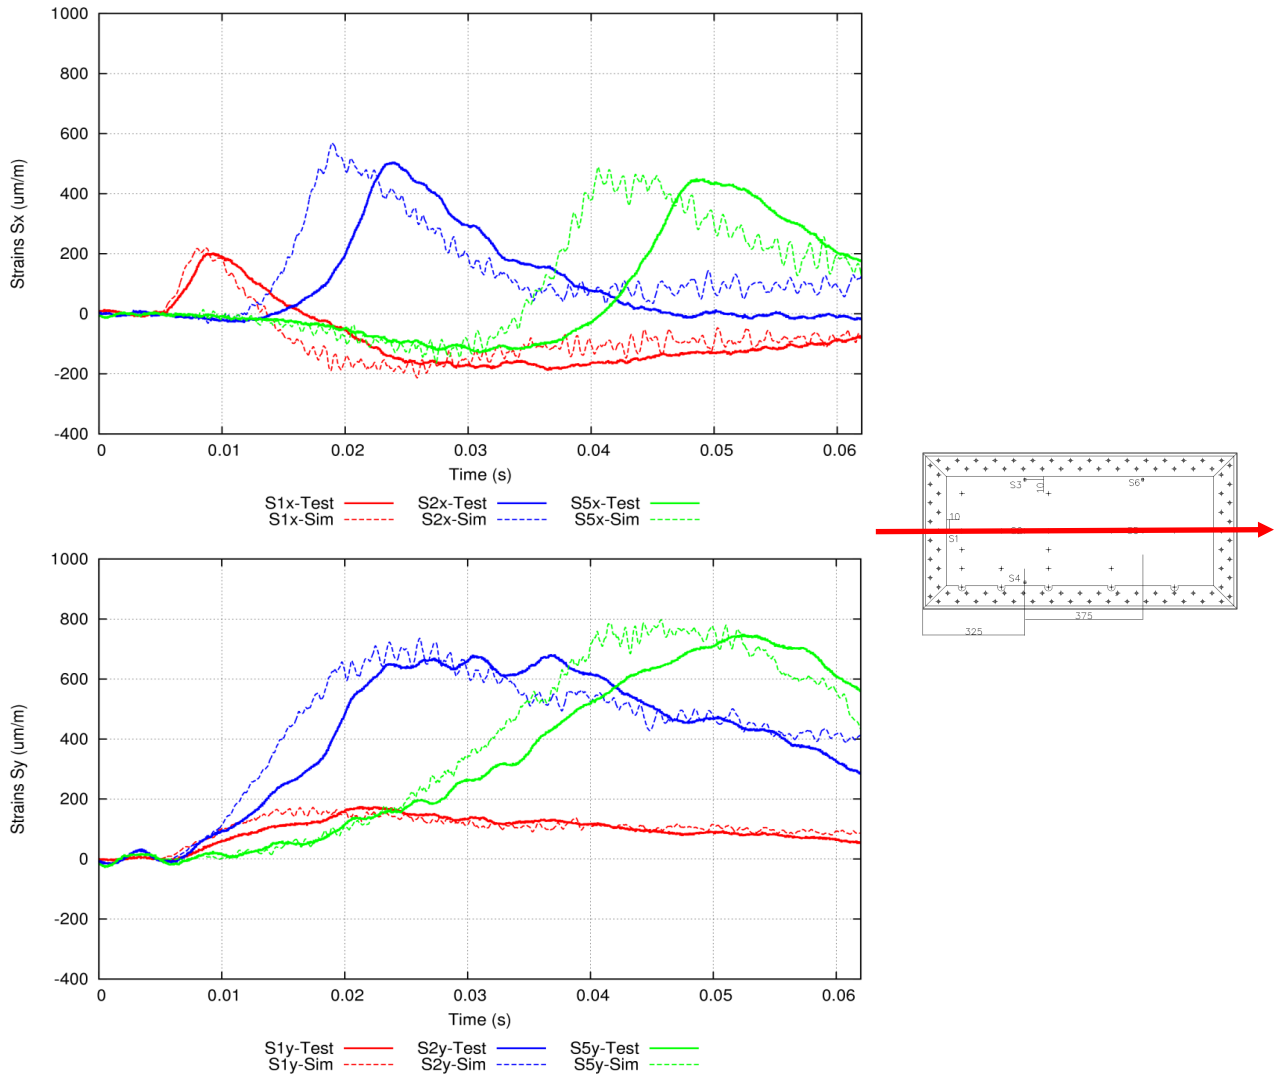 1000
800
600
400
200
0
-200
-400
Strains Sx (um/m)
0 0.01 0.02 0.03 0.04 0.05 0.06
Time (s)
S1x-Test S2x-Test S5x-Test
S1x-Sim S2x-Sim S5x-Sim
S3 10 S6
10
S1
S4
375
325
1000
800
600
400
200
0
-200
-400
Strains Sy (um/m)
0 0.01 0.02 0.03 0.04 0.05 0.06
Time (s)
S1y-Test S2y-Test S5y-Test
S1y-Sim S2y-Sim S5y-Sim